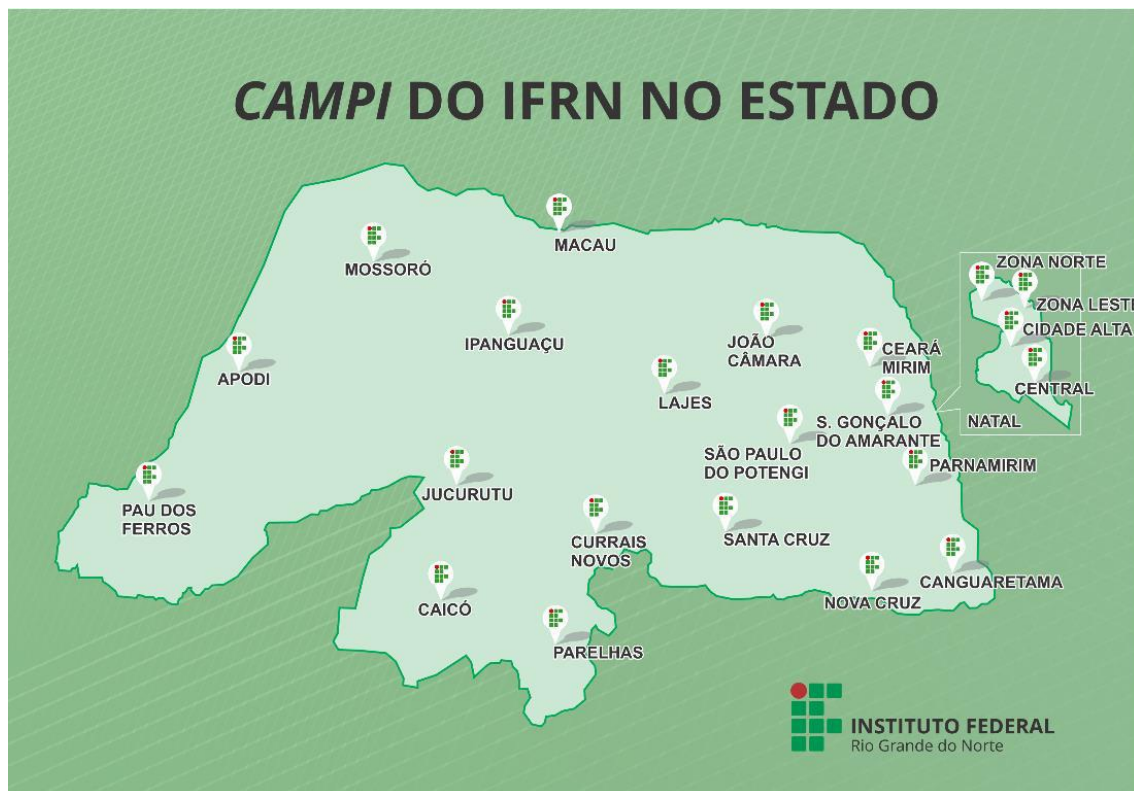 CAMPI DO IFRN NO ESTADO
MACAU
MOSSORÓ
ZONA NORTE
ZONA LESTE
CIDADE ALTA
CENTRAL
NATAL
IPANGUAÇU
JOÃO
CÂMARA
CEARÁ
MIRIM
APODI
LAJES
S. GONÇALO
DO AMARANTE
SÃO PAULO
DO POTENGI
PARNAMIRIM
PAU DOS
FERROS
JUCURUTU
CURRAIS
NOVOS
SANTA CRUZ
CANGUARETAMA
NOVA CRUZ
CAICÓ
PARELHAS
INSTITUTO FEDERAL
Rio Grande do Norte